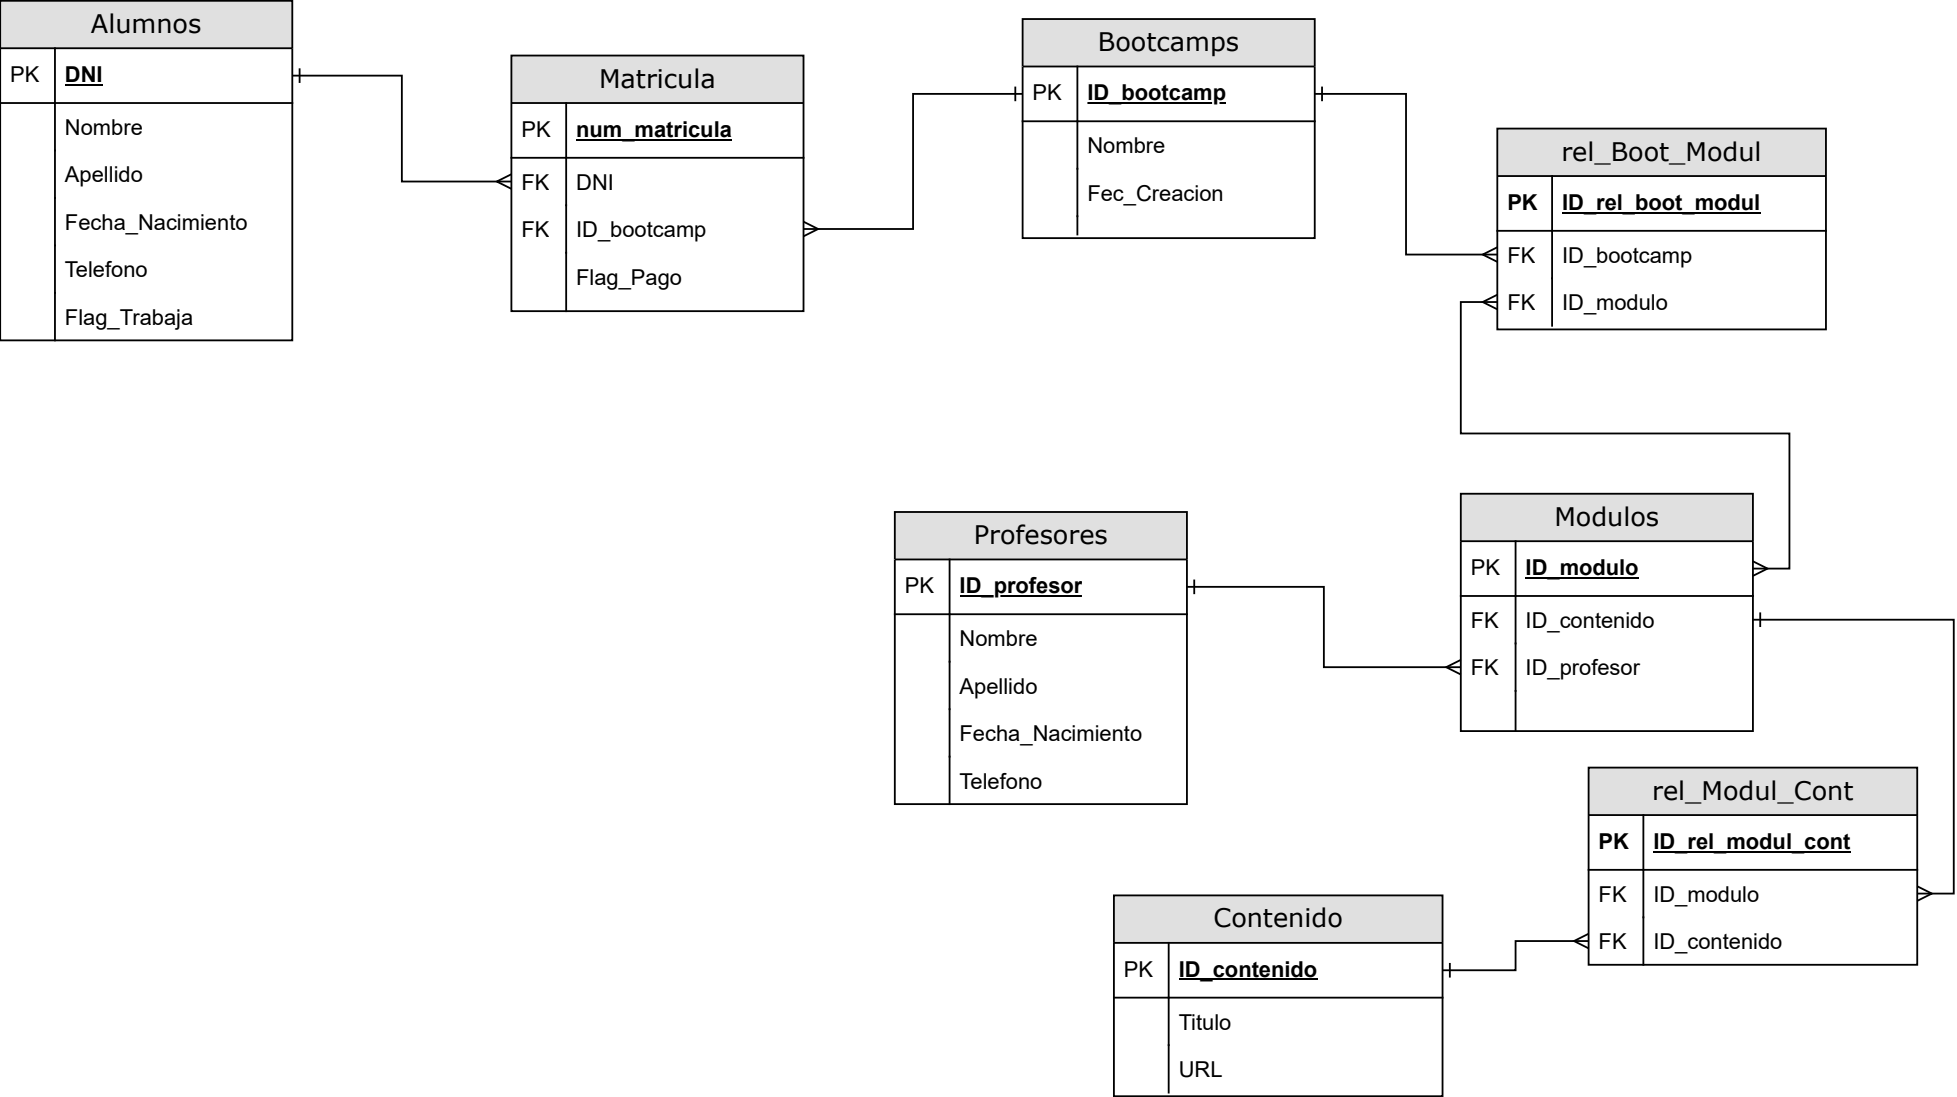 Alumnos
PK DNI
Nombre
Apellido
Fecha_Nacimiento
Telefono
Flag_Trabaja
Matricula
PK num_matricula
FK DNI
FK ID_bootcamp
Flag_Pago
Bootcamps
PK ID_bootcamp
Nombre
Fec_Creacion
rel_Boot_Modul
PK ID_rel_boot_modul
FK ID_bootcamp
FK ID_modulo
Profesores
PK ID_profesor
Nombre
Apellido
Fecha_Nacimiento
Telefono
Modulos
PK ID_modulo
FK ID_contenido
FK ID_profesor
rel_Modul_Cont
PK ID_rel_modul_cont
FK ID_modulo
FK ID_contenido
Contenido
PK ID_contenido
Titulo
URL